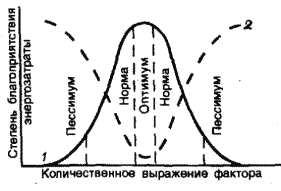 Степень благоприятствия
энергозатраты
2
Пессимум
Норма
Оптимум
Норма
Пессимум
1
Количественное выражение фактора